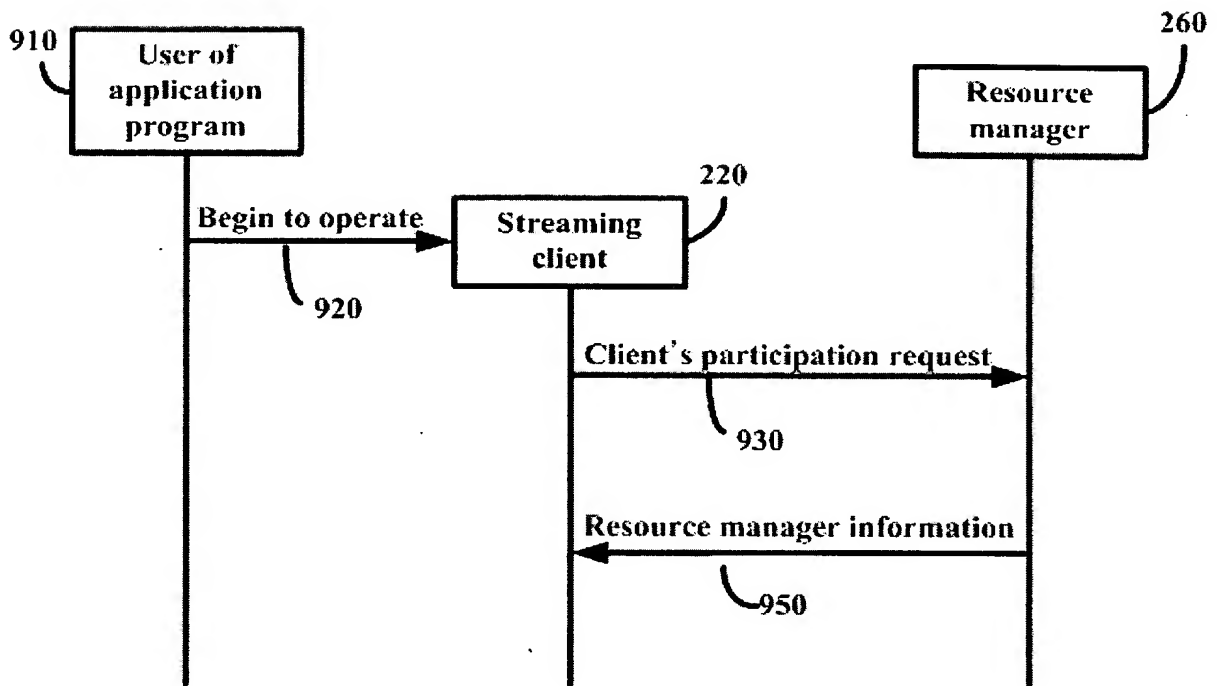 910
User of
application
program
260
Resource
manager
220
Begin to operate
Streaming
client
920
Client's participation request
930
Resource manager information
950